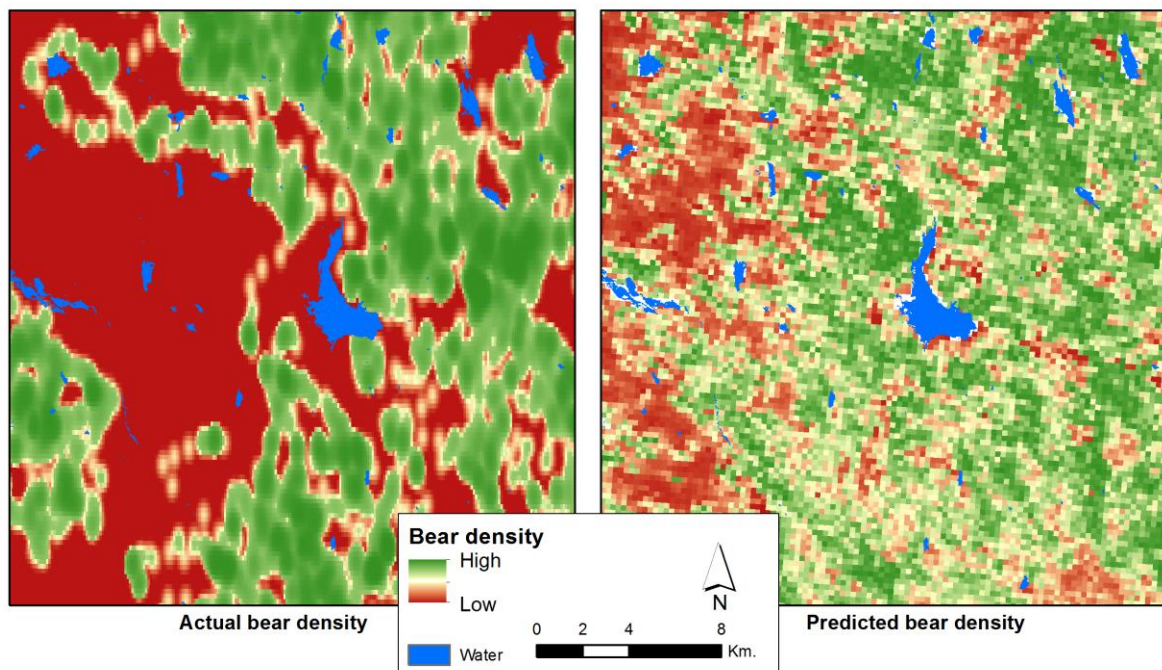 Bear density
High
Low
N
Water
0 2 4 8
Km.
Actual bear density
Predicted bear density